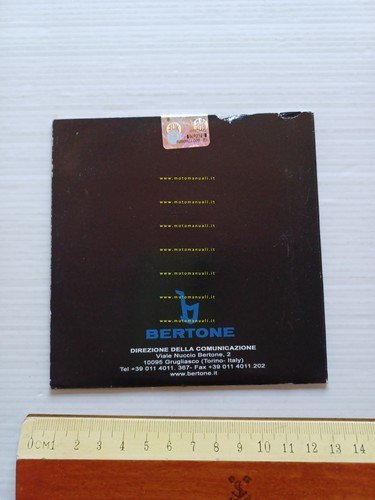 www.motomanuali.it
www.motomanuali.it
www.motomanuali.it
www.motomanuali.it
www.motomanuali.it
www.motomanuali.it
www.motomanuali.it
BERTONE
DIREZIONE DELLA COMUNICAZIONE
Viale Nuccio Bertone, 2
10095 Grugliasco (Torino- Italy)
Tel +39 011 4011. 367- Fax +39 011 4011.202
www.bertone.it
0CM1 2 3 4 5 6 7 8 9 10 11 12 13 14